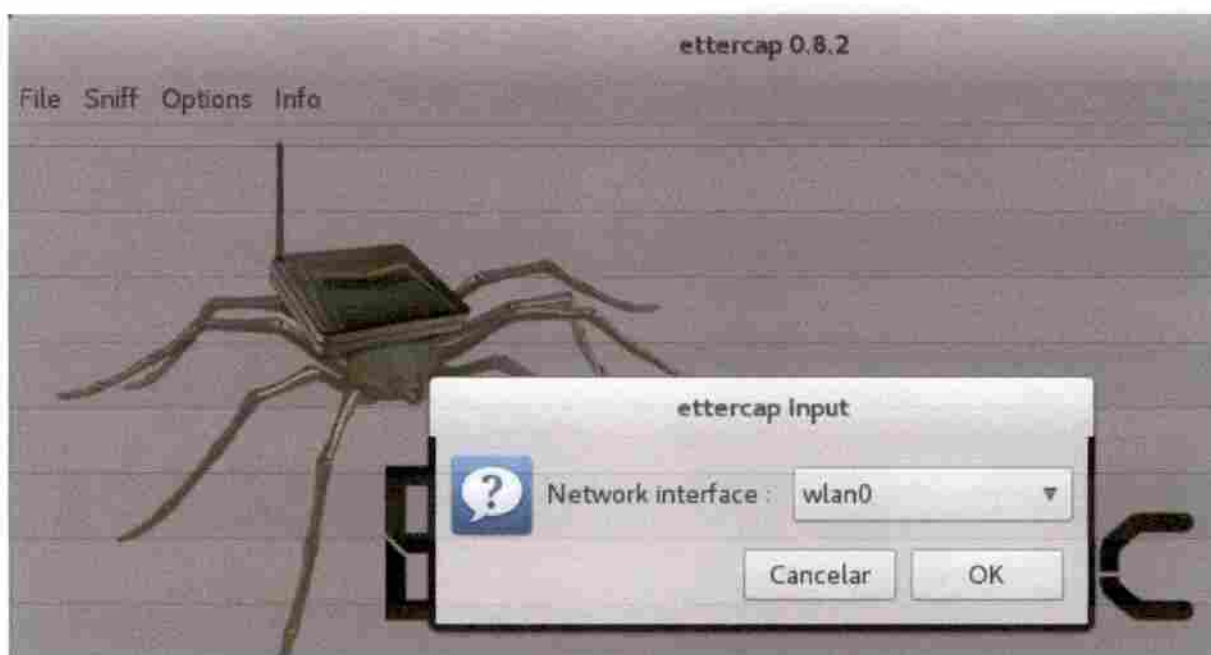 ettercap 0.8.2
File Sniff Options Info
ettercap Input
Network interface : wlan0
Cancelar OK